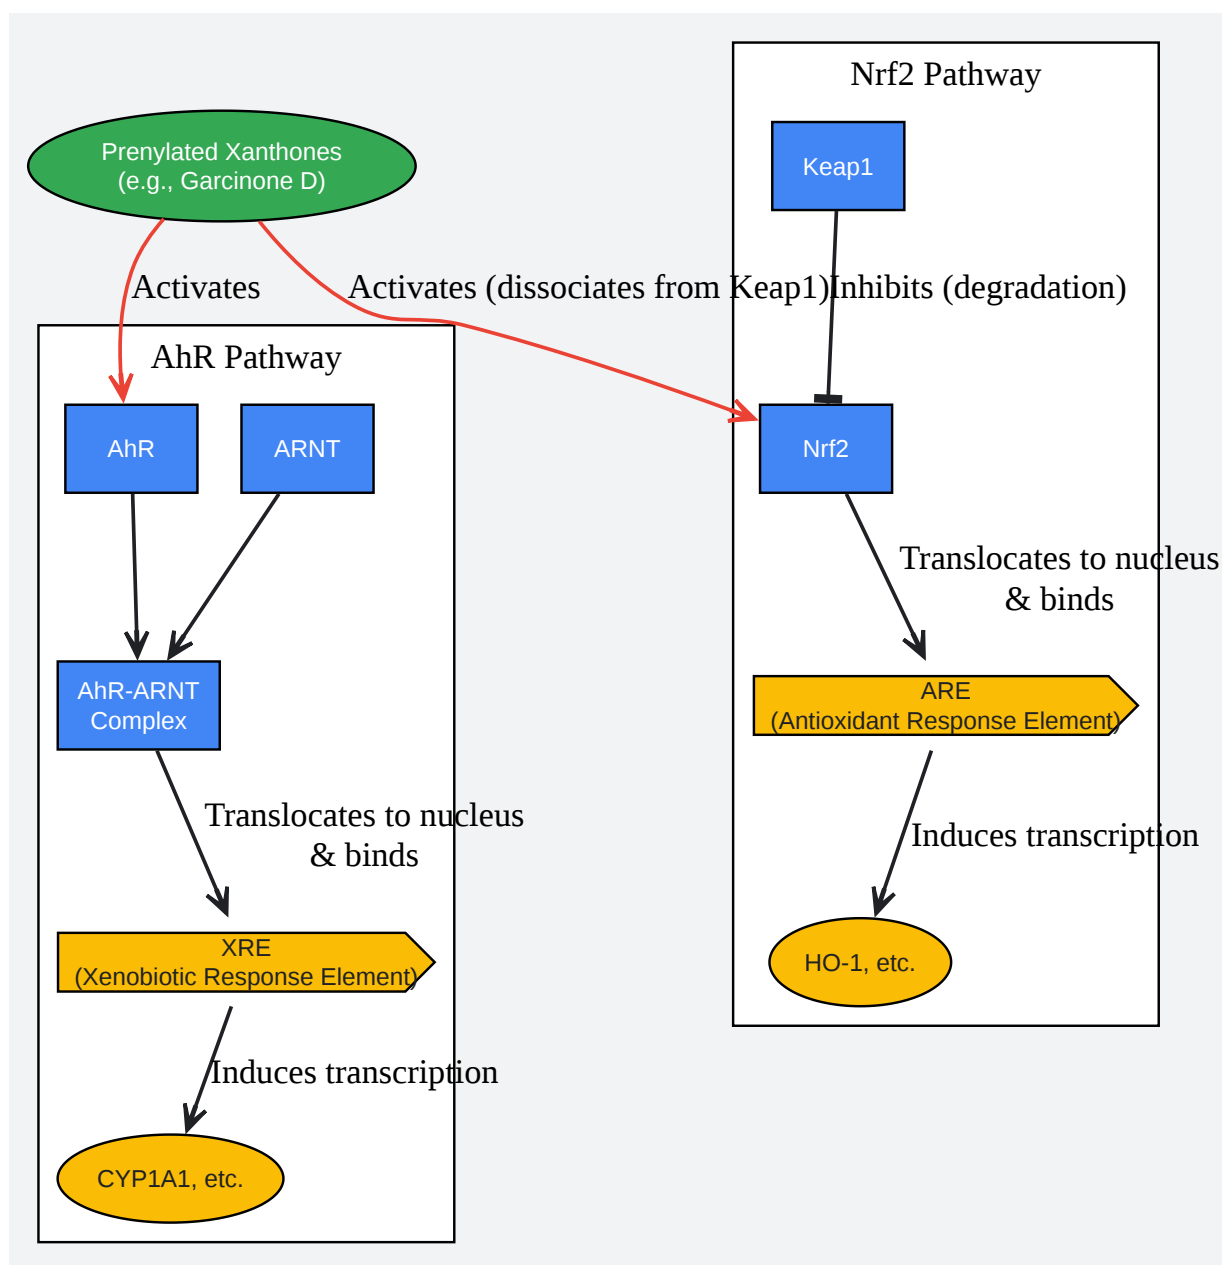 Nrf2 Pathway
Prenylated Xanthones
(e.g., Garcinone D)
Keap1
Activates
Activates (dissociates from Keap1)
Inhibits (degradation)
AhR Pathway
AhR
ARNT
Nrf2
Translocates to nucleus
& binds
AhR-ARNT
Complex
ARE
(Antioxidant Response Element)
Translocates to nucleus
& binds
Induces transcription
XRE
(Xenobiotic Response Element)
HO-1, etc.
Induces transcription
CYP1A1, etc.